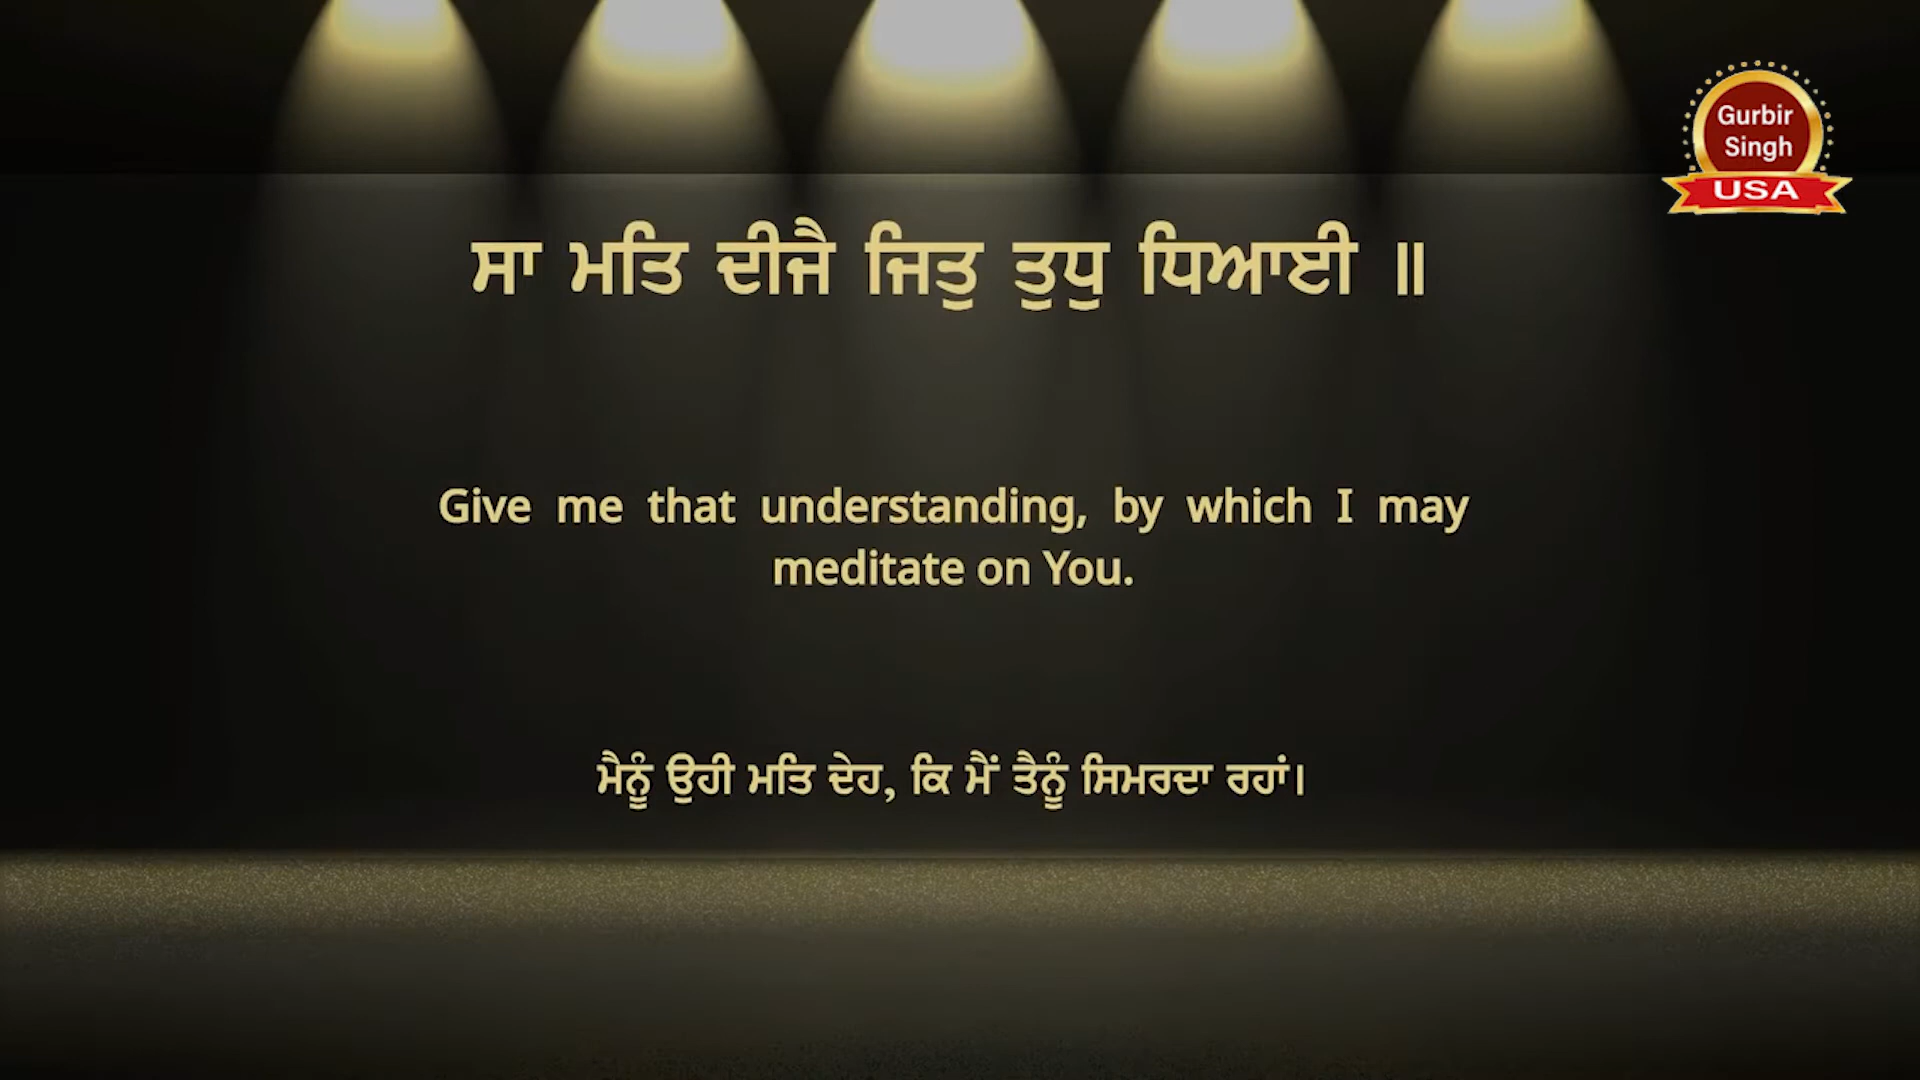 Gurbir
Singh
USA
ਸਾ ਮਤਿ ਦੀਜੈ ਜਿਤੁ ਤੁਧੁ ਧਿਆਈ ॥
Give me that understanding, by which I may
meditate on You.
ਮੈਨੂੰ ਉਹੀ ਮਤਿ ਦੇਹ, ਕਿ ਮੈਂ ਤੈਨੂੰ ਸਿਮਰਦਾ ਰਹਾਂ।